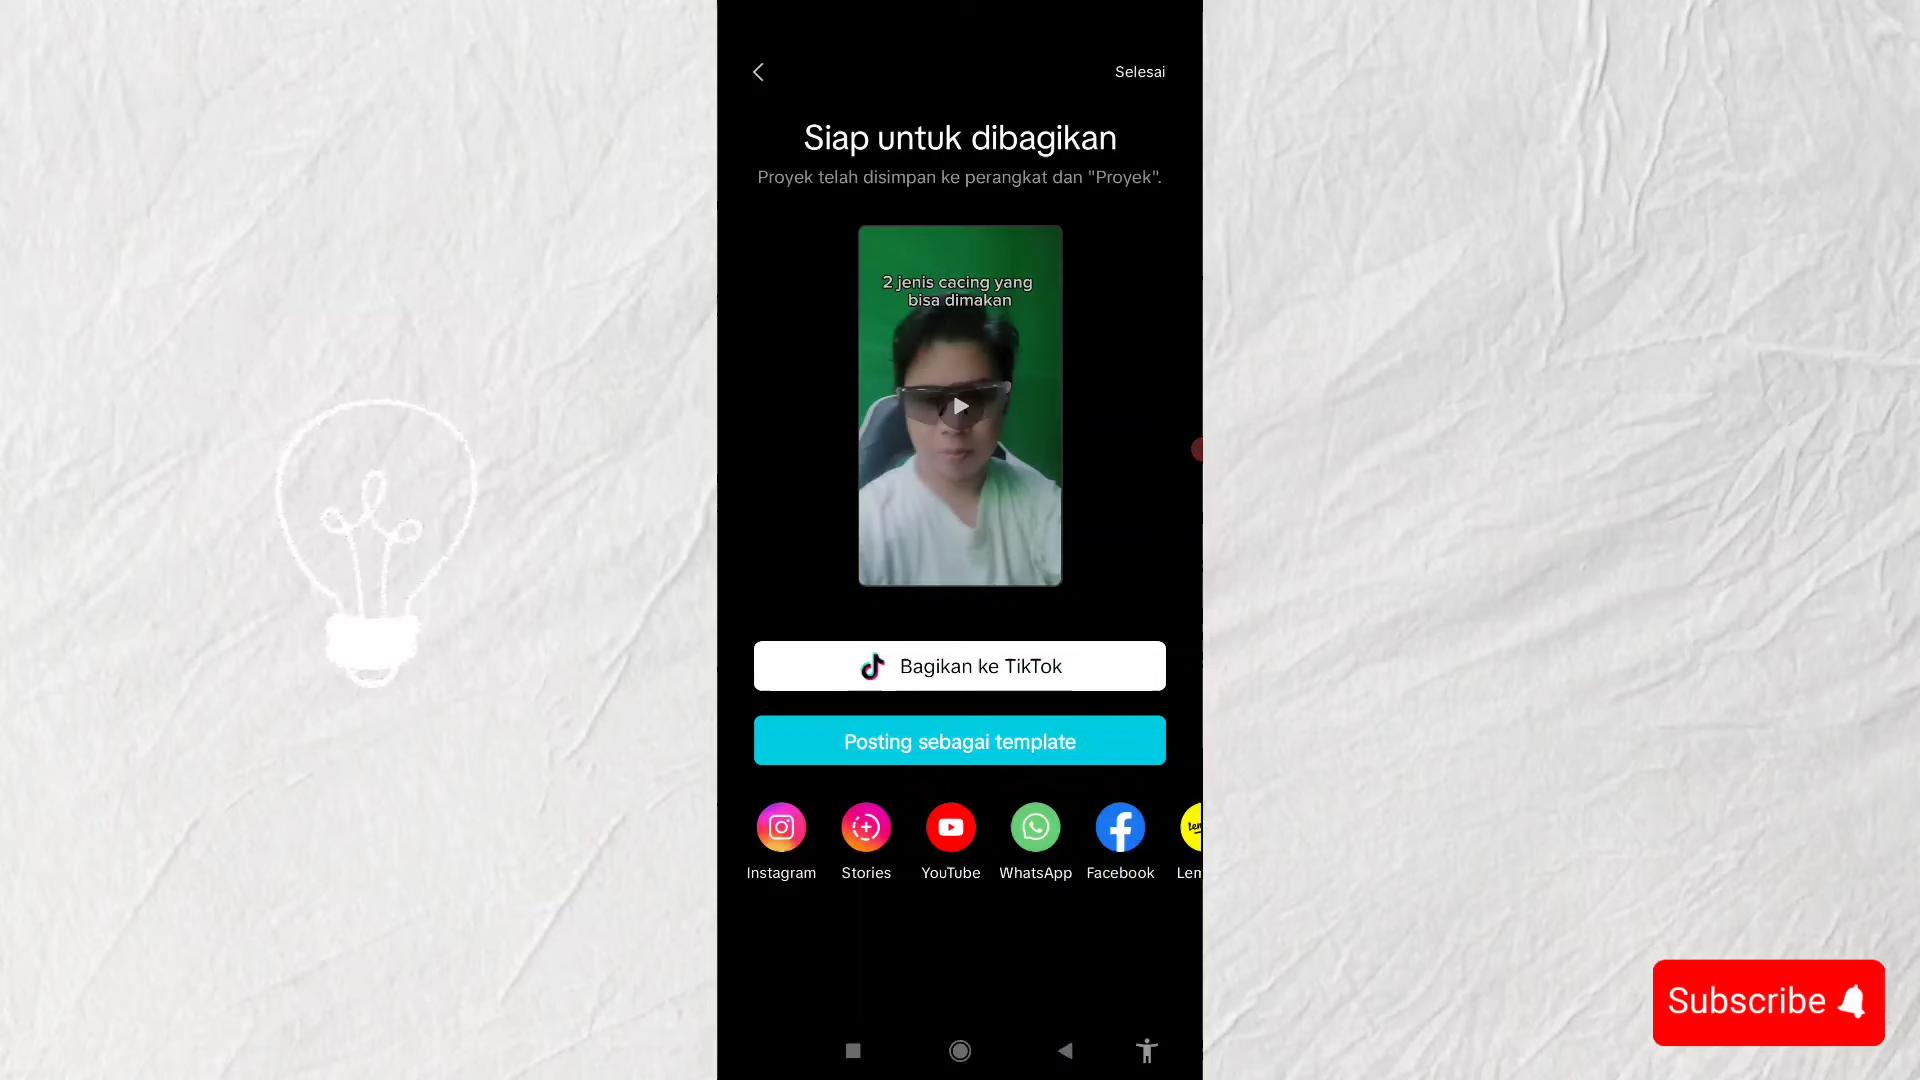 Selesai
Siap untuk dibagikan
Proyek telah disimpan ke perangkat dan "Proyek".
2 jenis cacing yang
bisa dimakan
Bagikan ke TikTok
Posting sebagai template
Instagram Stories YouTube WhatsApp Facebook Lem
Subscribe